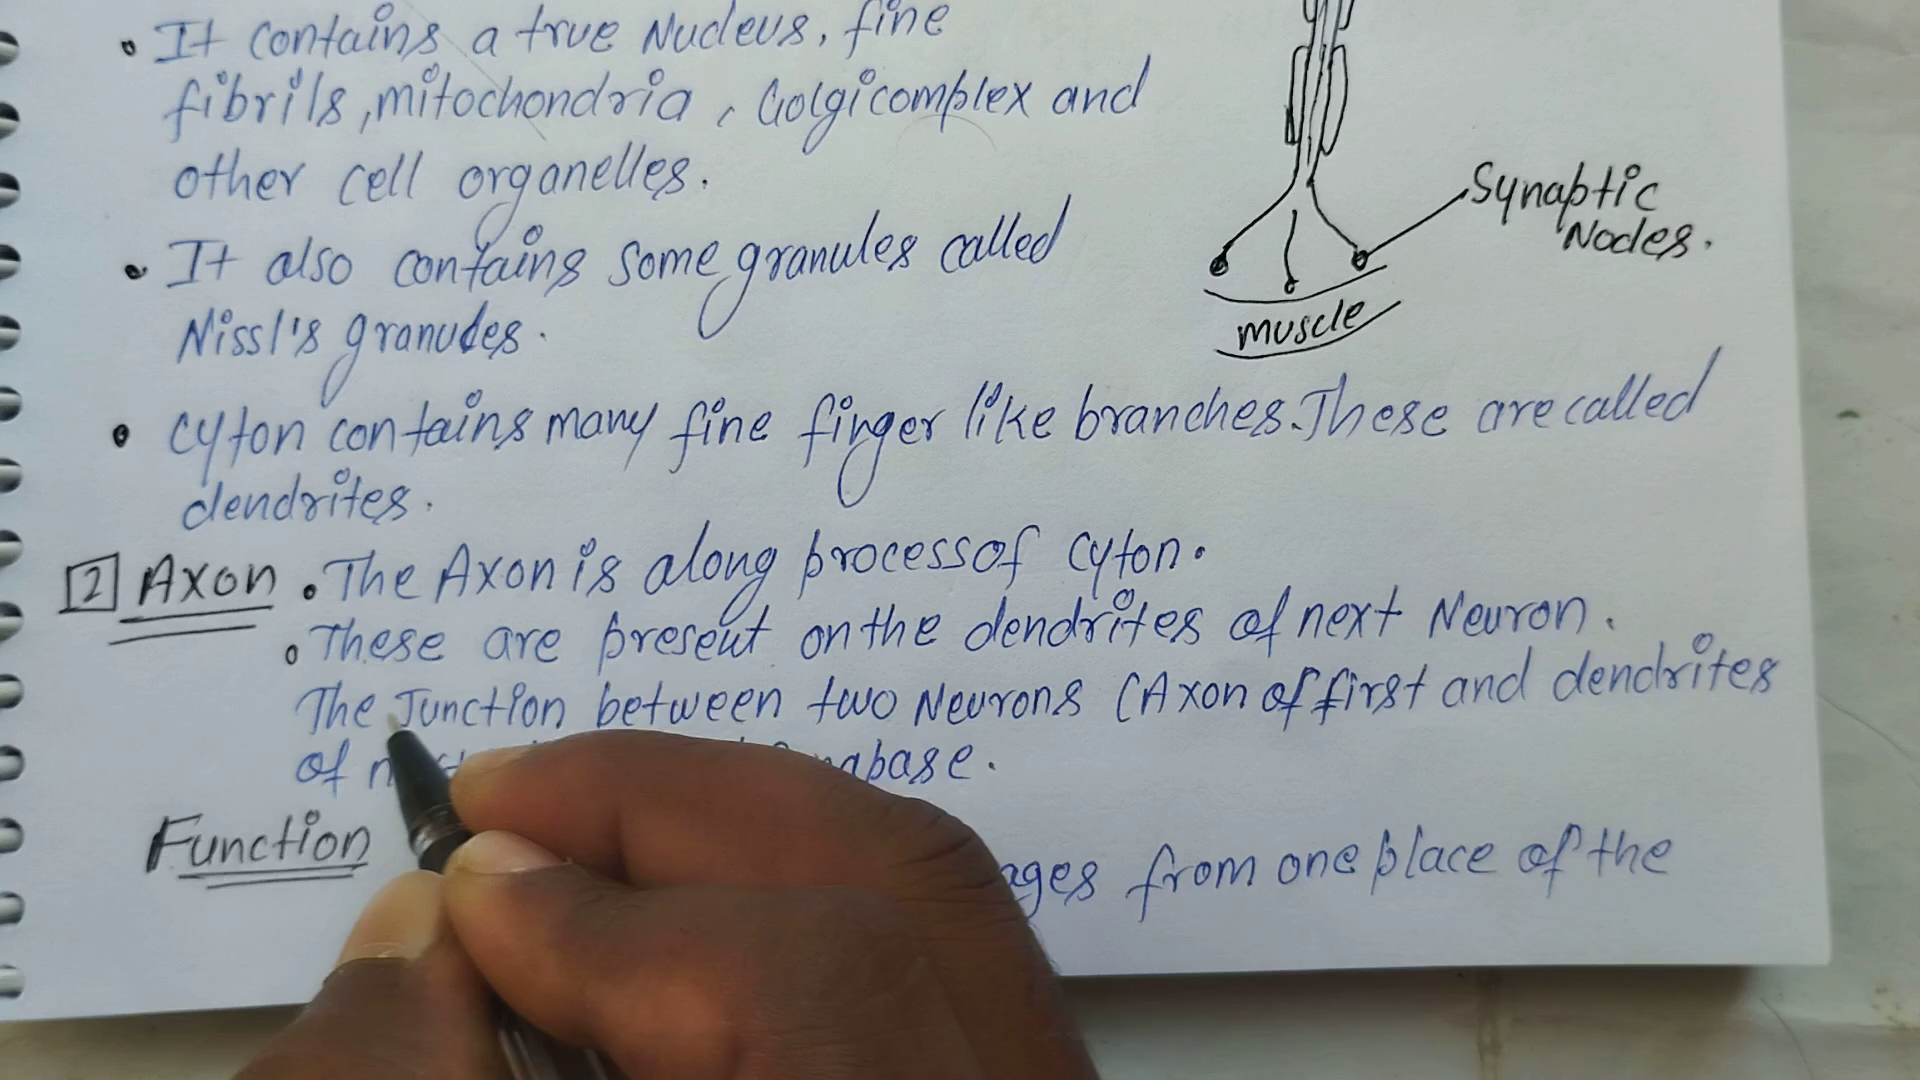 It contains a true Nucleus, fine
fibrils, mitochondria, Golgi complex and
other cell organelles.
It also contains some granules called
Nissl's granules.
Cyton contains many fine finger like branches. These are called
dendrites.
2 Axon . The Axon is along process of Cyton.
These are present on the dendrites of next Neuron.
The Junction between two Neurons (Axon of first and dendrites
of
Function from one place of the
Synaptic
Nodes.
muscle